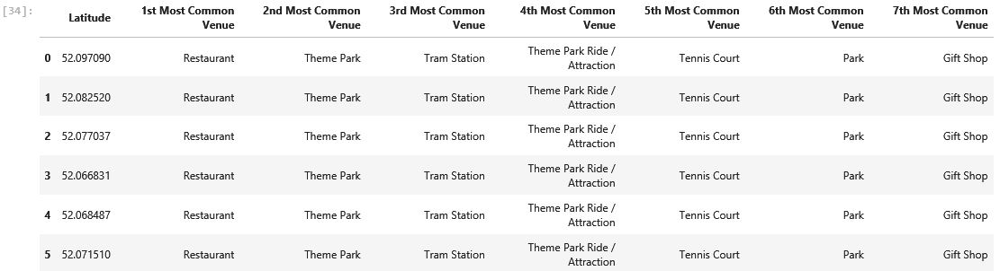 [34]:
Latitude 1st Most Common Venue 2nd Most Common Venue 3rd Most Common Venue 4th Most Common Venue 5th Most Common Venue 6th Most Common Venue 7th Most Common Venue
0 52.097090 Restaurant Theme Park Tram Station Theme Park Ride / Attraction Tennis Court Park Gift Shop
1 52.082520 Restaurant Theme Park Tram Station Theme Park Ride / Attraction Tennis Court Park Gift Shop
2 52.077037 Restaurant Theme Park Tram Station Theme Park Ride / Attraction Tennis Court Park Gift Shop
3 52.066831 Restaurant Theme Park Tram Station Theme Park Ride / Attraction Tennis Court Park Gift Shop
4 52.068487 Restaurant Theme Park Tram Station Theme Park Ride / Attraction Tennis Court Park Gift Shop
5 52.071510 Restaurant Theme Park Tram Station Theme Park Ride / Attraction Tennis Court Park Gift Shop